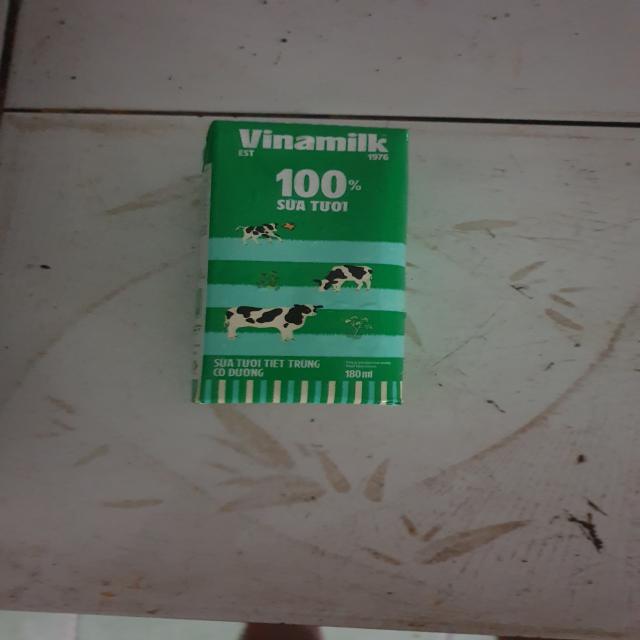 Vinamilk
EST 1976
100%
SỮA TƯƠI
SỮA TƯƠI TIỆT TRÙNG
CÓ ĐƯỜNG
180ml